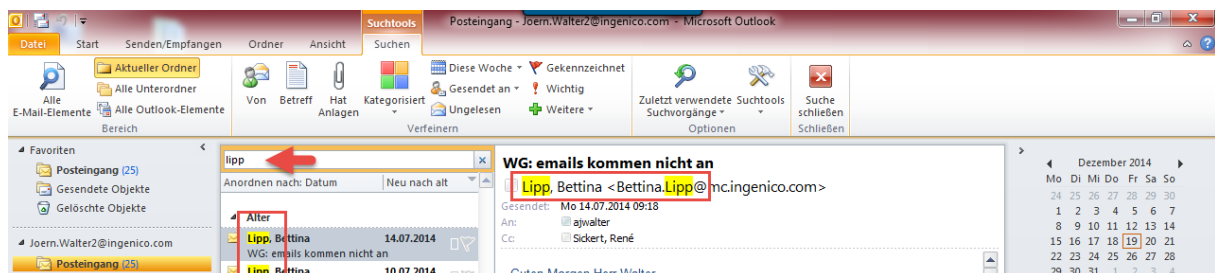 Suchtools
Posteingang - Joern.Walter2@ingenico.com - Microsoft Outlook
Datei Start Senden/Empfangen Ordner Ansicht Suchen
Alle
E-Mail-Elemente
Aktueller Ordner
Alle Unterordner
Alle Outlook-Elemente
Bereich
Von Betreff Hat
Anlagen
Kategorisiert
Diese Woche
Gesendet an
Ungelesen
Gekennzeichnet
Wichtig
Weitere
Verfeinern
Zuletzt verwendete
Suchvorgänge
Suchtools
Optionen
Suche
schließen
Schließen
Favoriten
Posteingang (25)
Gesendete Objekte
Gelöschte Objekte
Joern.Walter2@ingenico.com
Posteingang (25)
lipp
Anordnen nach: Datum Neu nach alt
Älter
Lipp, Bettina 14.07.2014
WG: emails kommen nicht an
Lipp, Bettina 10.07.2014
WG: emails kommen nicht an
Lipp, Bettina <Bettina.Lipp@mc.ingenico.com>
Gesendet: Mo 14.07.2014 09:18
An: ajwalter
Cc: Sickert, René
Guten Morgen Herr Walter
Dezember 2014
Mo Di Mi Do Fr Sa So
24 25 26 27 28 29 30
1 2 3 4 5 6 7
8 9 10 11 12 13 14
15 16 17 18 19 20 21
22 23 24 25 26 27 28
29 30 31 1 2 3 4